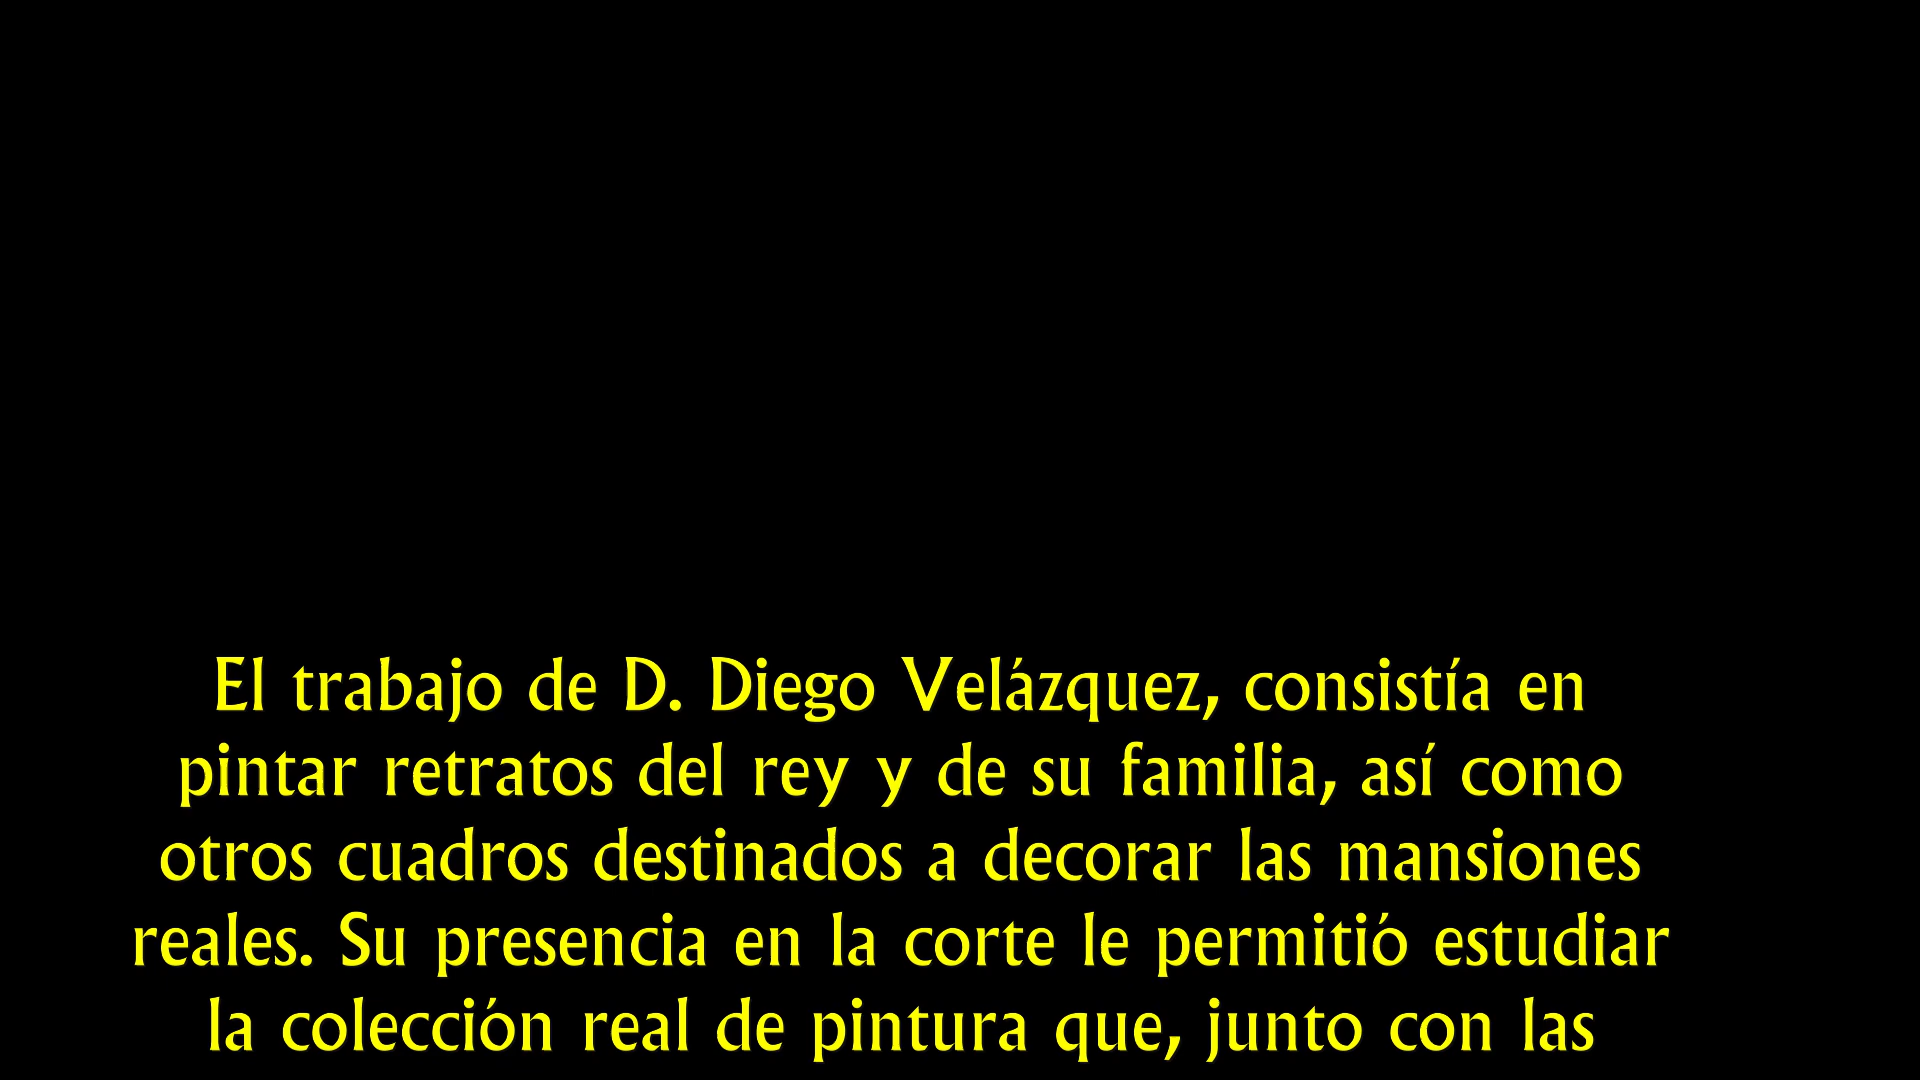 El trabajo de D. Diego Velázquez, consistía en
pintar retratos del rey y de su familia, así como
otros cuadros destinados a decorar las mansiones
reales. Su presencia en la corte le permitió estudiar
la colección real de pintura que, junto con las